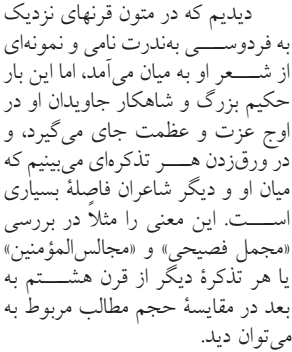 دیدیم که در متون قرنهای نزدیک
به فردوسی به‌ندرت نامی و نمونه‌ای
از شعر او به میان می‌آمد، اما این بار
حکیم بزرگ و شاهکار جاویدان او در
اوج عزت و عظمت جای می‌گیرد، و
در ورق‌زدن هر تذکره‌ای می‌بینیم که
میان او و دیگر شاعران فاصلهٔ بسیاری
است. این معنی را مثلاً در بررسی
«مجمل فصیحی» و «مجالس‌المؤمنین»
یا هر تذکرهٔ دیگر از قرن هشتم به
بعد در مقایسهٔ حجم مطالب مربوط به
می‌توان دید.